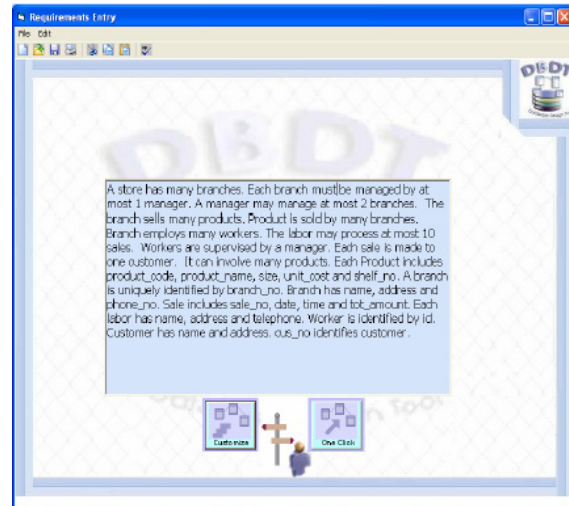 Requirements Entry
File Edit
DBDT
DBDT
A store has many branches. Each branch must be managed by at
most 1 manager. A manager may manage at most 2 branches. The
branch sells many products. Product is sold by many branches.
Branch employs many workers. The labor may process at most 10
sales. Workers are supervised by a manager. Each sale is made to
one customer. It can involve many products. Each Product includes
product_code, product_name, size, unit_cost and shelf_no. A branch
is uniquely identified by branch_no. Branch has name, address and
phone_no. Sale includes sale_no, date, time and tot_amount. Each
labor has name, address and telephone. Worker is identified by id.
Customer has name and address. cus_no identifies customer.
Customize
One Click